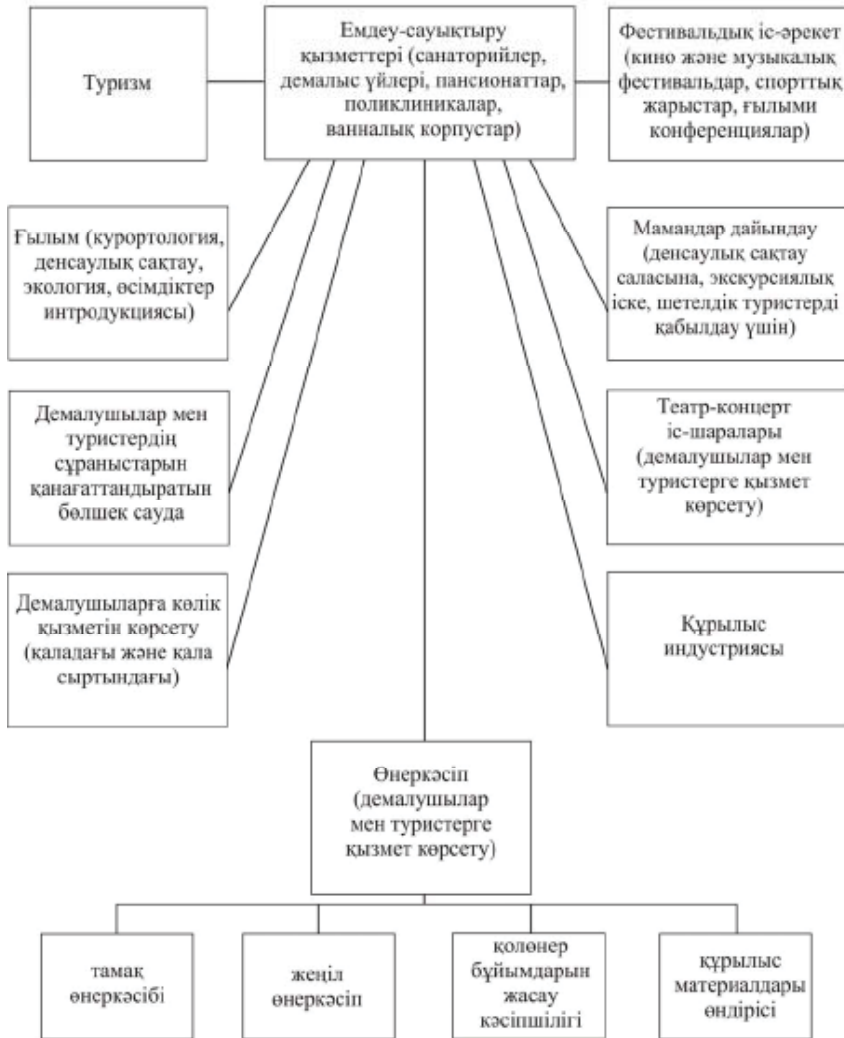 Туризм
Емдеу-сауықтыру
қызметтері (санаторийлер,
демалыс үйлері, пансионаттар,
поликлиникалар,
ванналық корпустар)
Фестивальдық іс-әрекет
(кино және музыкалық
фестивальдар, спорттық
жарыстар, ғылыми
конференциялар)
Ғылым (курортология,
денсаулық сақтау,
экология, өсімдіктер
интродукциясы)
Мамандар дайындау
(денсаулық сақтау
саласына, экскурсиялық
іске, шетелдік туристерді
қабылдау үшін)
Демалушылар мен
туристердің
сұраныстарын
қанағаттандыратын
бөлшек сауда
Театр-концерт
іс-шаралары
(демалушылар мен
туристерге қызмет
көрсету)
Демалушыларға көлік
қызметін көрсету
(қаладағы және қала
сыртындағы)
Құрылыс
индустриясы
Өнеркәсіп
(демалушылар
мен туристерге
қызмет көрсету)
тамақ
өнеркәсібі
жеңіл
өнеркәсіп
қолөнер
бұйымдарын
жасау
кәсіпшілігі
құрылыс
материалдары
өндірісі